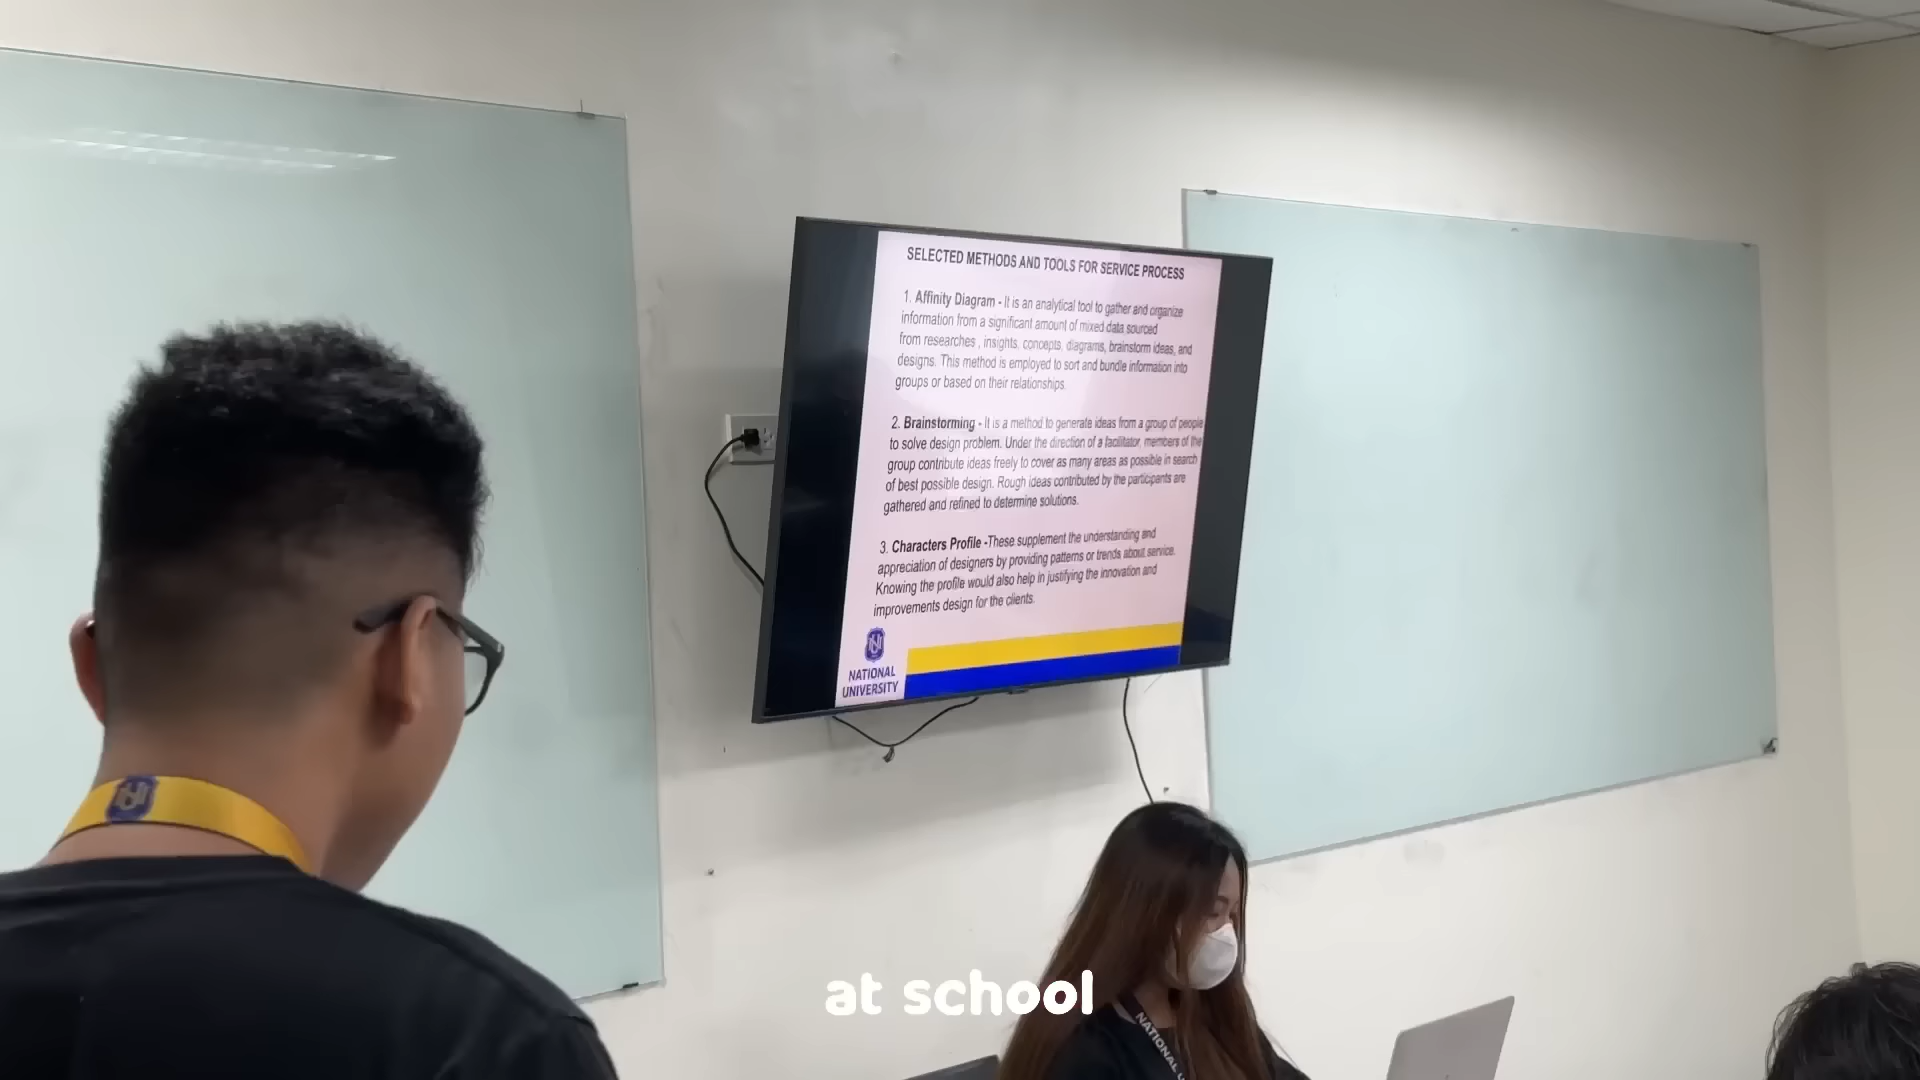 SELECTED METHODS AND TOOLS FOR SERVICE PROCESS
1. Affinity Diagram - It is an analytical tool to gather and organize
information from a significant amount of mixed data sourced
from researches , insights, concepts, diagrams, brainstorm ideas, and
designs. This method is employed to sort and bundle information into
groups or based on their relationships.
2. Brainstorming - It is a method to generate ideas from a group of people
to solve design problem. Under the direction of a facilitator, members of the
group contribute ideas freely to cover as many areas as possible in search
of best possible design. Rough ideas contributed by the participants are
gathered and refined to determine solutions.
3. Characters Profile -These supplement the understanding and
appreciation of designers by providing patterns or trends about service.
Knowing the profile would also help in justifying the innovation and
improvements design for the clients.
NATIONAL
UNIVERSITY
at school
NATIONAL U